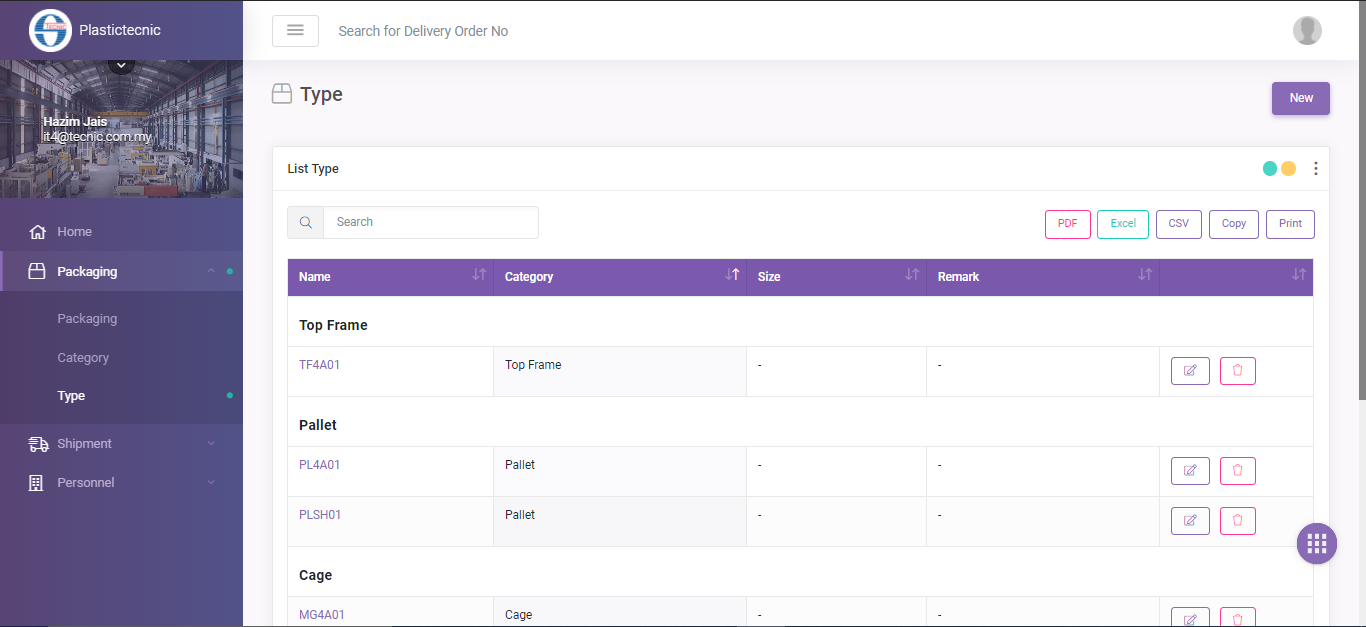 TECNIC
Plastictecnic
Search for Delivery Order No
Hazim Jais
it4@tecnic.com.my
Home
Packaging
Packaging
Category
Type
Shipment
Personnel
Type
New
List Type
Search
PDF Excel CSV Copy Print
Name Category Size Remark
Top Frame
TF4A01 Top Frame - -
Pallet
PL4A01 Pallet - -
PLSH01 Pallet - -
Cage
MG4A01 Cage - -